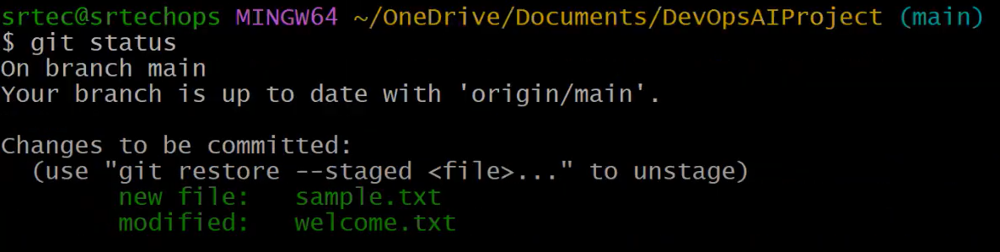 srtec@srtechops MINGW64 ~/OneDrive/Documents/DevOpsAIProject (main)
$ git status
On branch main
Your branch is up to date with 'origin/main'.

Changes to be committed:
  (use "git restore --staged <file>..." to unstage)
        new file:   sample.txt
        modified:   welcome.txt